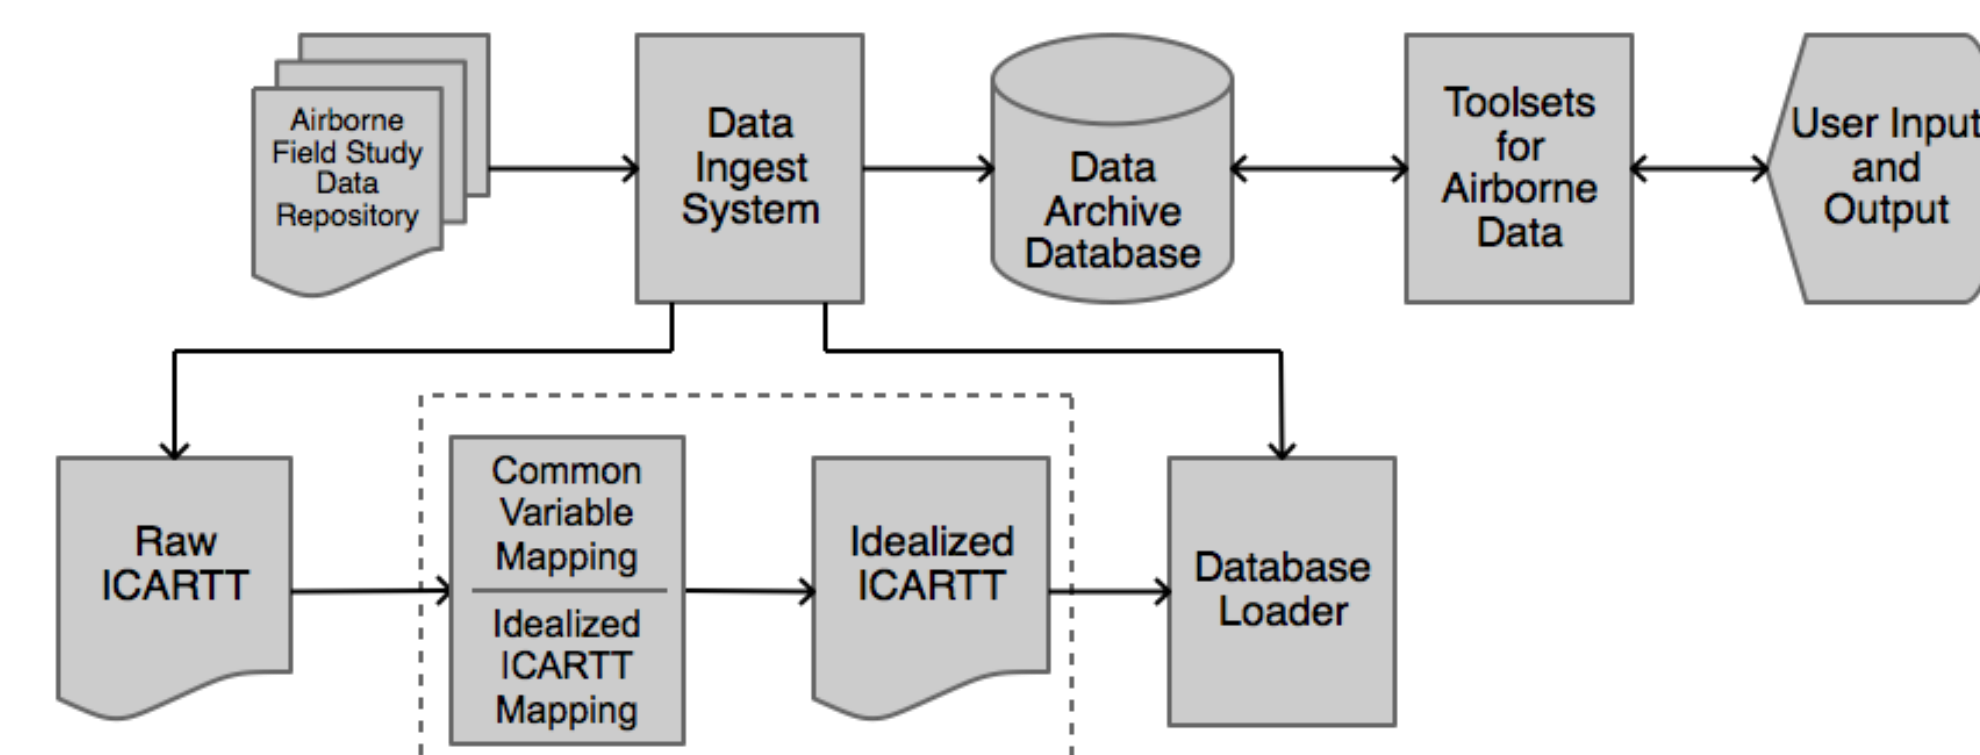 Airborne
Field Study
Data
Repository
Data
Ingest
System
Data
Archive
Database
Toolsets
for
Airborne
Data
User Input
and
Output
Raw
ICARTT
Common
Variable
Mapping
Idealized
ICARTT
Mapping
Idealized
ICARTT
Database
Loader